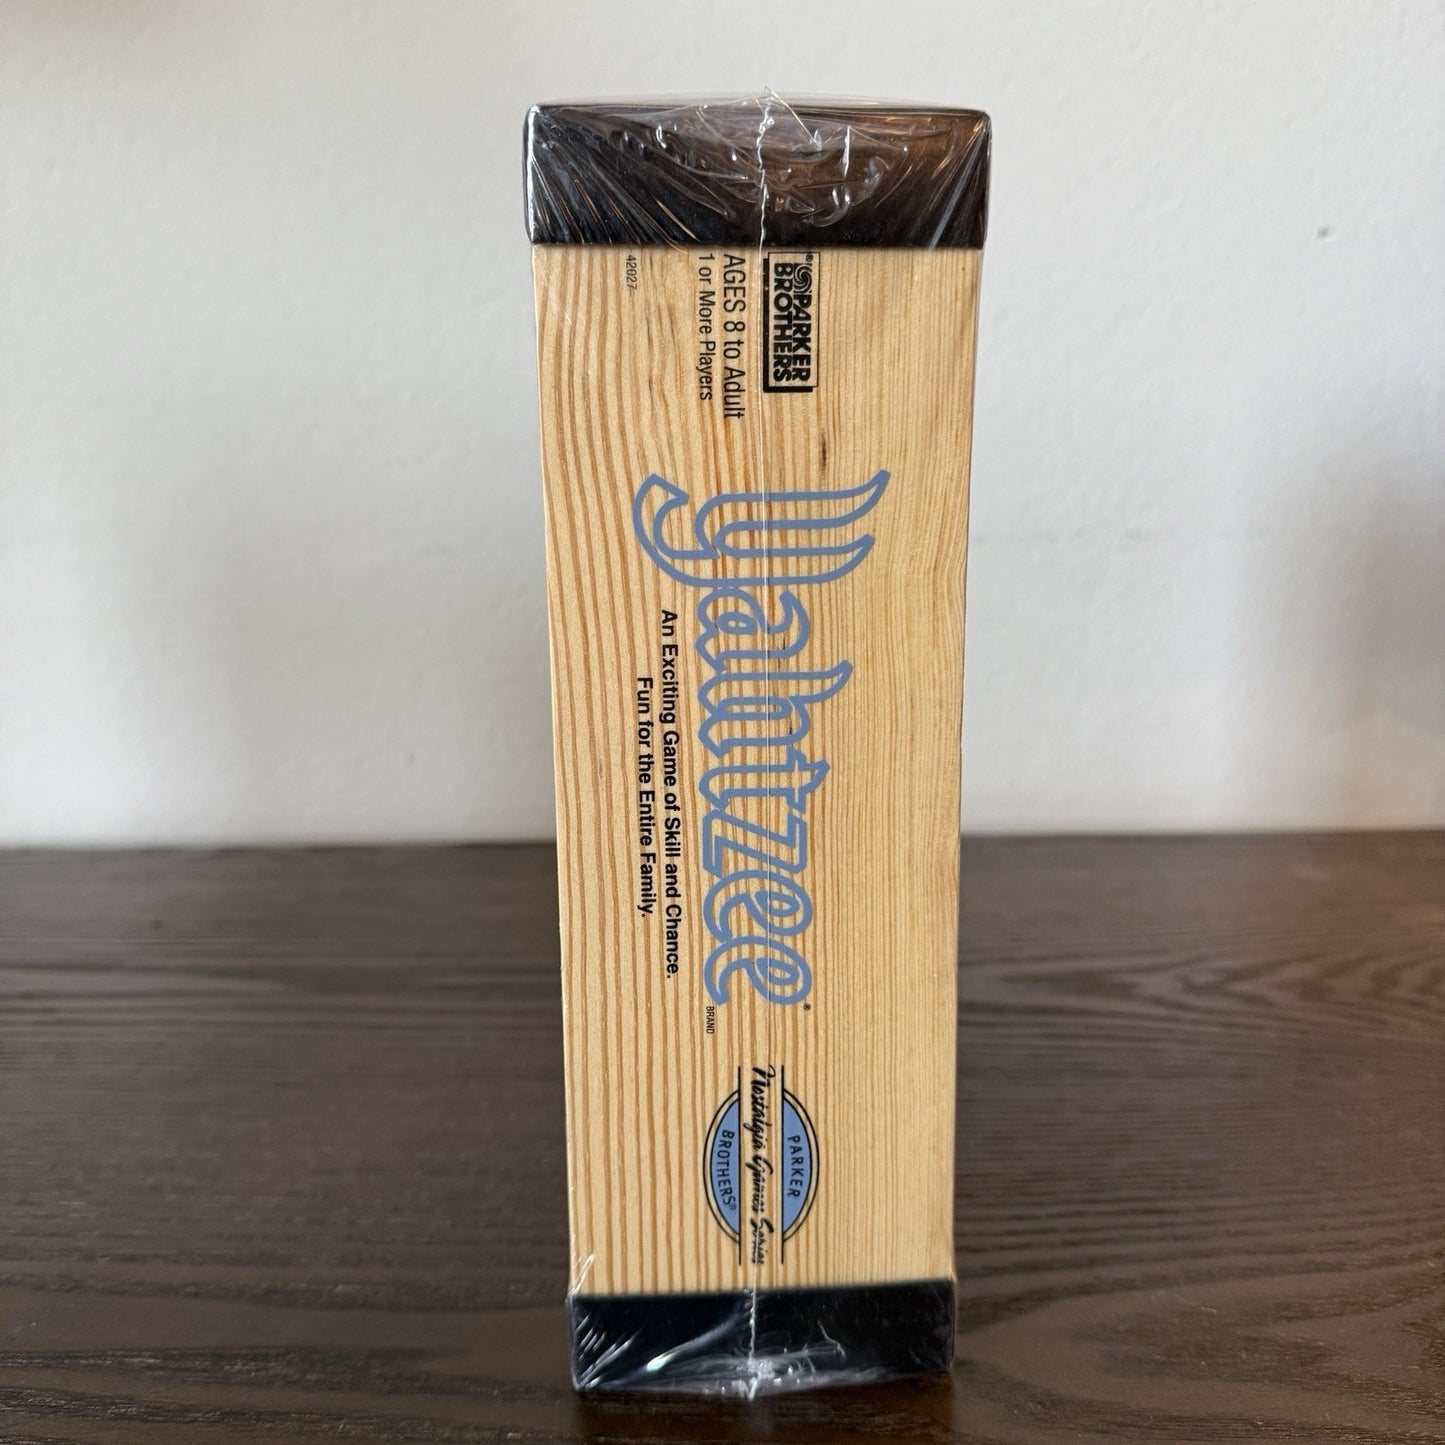 PARKER
BROTHERS®
AGES 8 to Adult
1 or More Players
42027
Yahtzee®
BRAND
An Exciting Game of Skill and Chance.
Fun for the Entire Family.
PARKER
Nostalgia Games Series
BROTHERS®